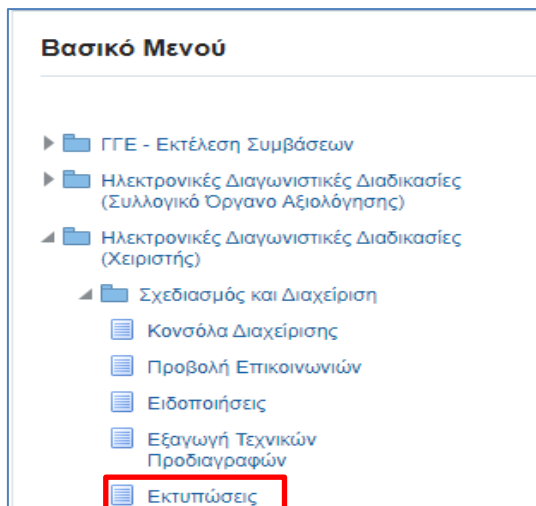 Βασικό Μενού
ΓΓΕ - Εκτέλεση Συμβάσεων
Ηλεκτρονικές Διαγωνιστικές Διαδικασίες
(Συλλογικό Όργανο Αξιολόγησης)
Ηλεκτρονικές Διαγωνιστικές Διαδικασίες
(Χειριστής)
Σχεδιασμός και Διαχείριση
Κονσόλα Διαχείρισης
Προβολή Επικοινωνιών
Ειδοποιήσεις
Εξαγωγή Τεχνικών
Προδιαγραφών
Εκτυπώσεις